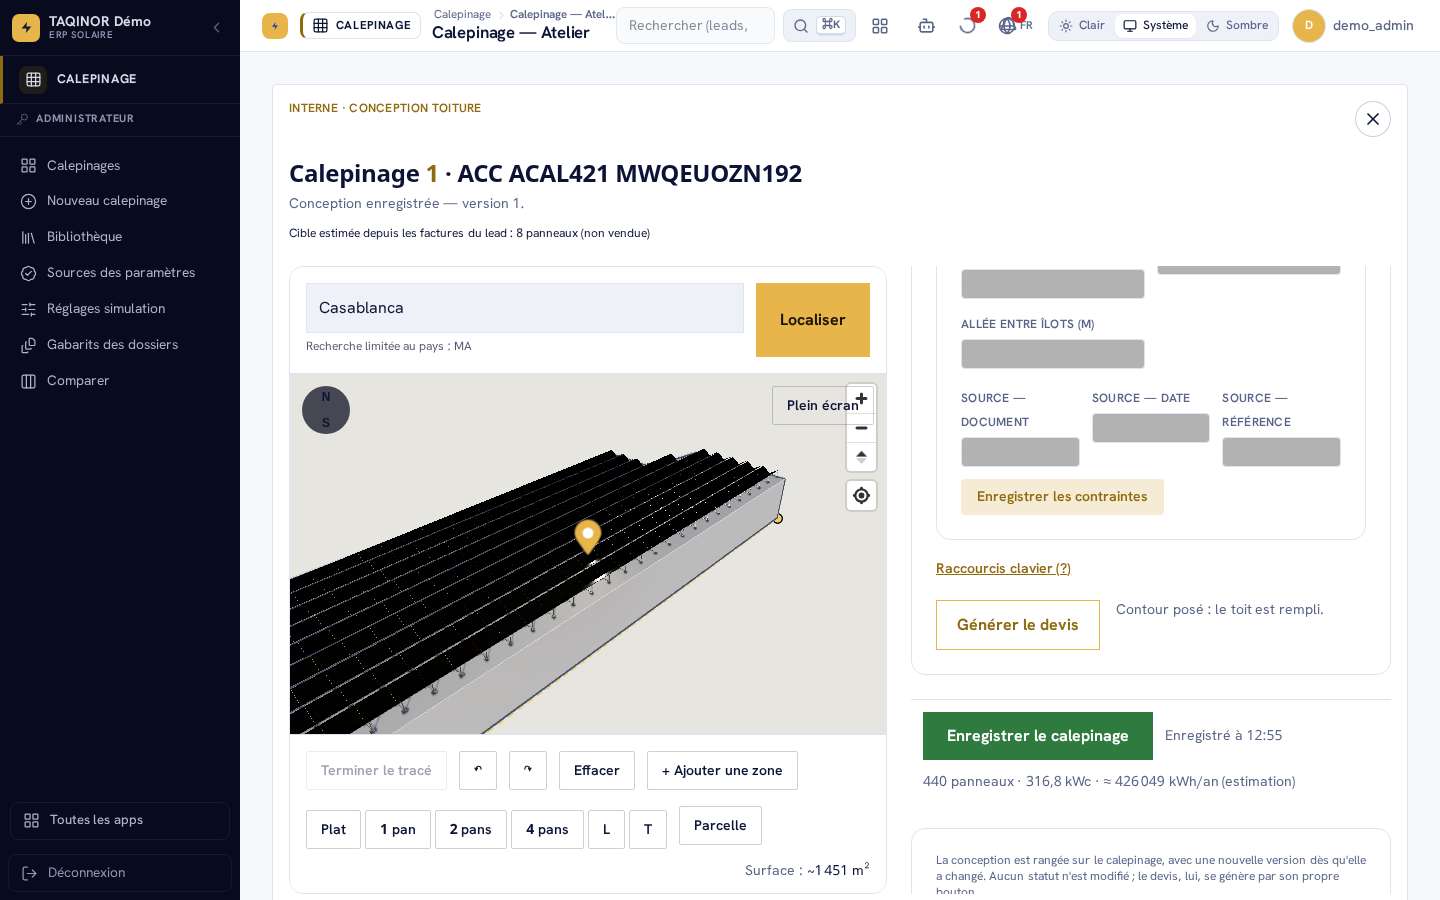 TAQINOR Démo
ERP SOLAIRE
CALEPINAGE
ADMINISTRATEUR
Calepinages
Nouveau calepinage
Bibliothèque
Sources des paramètres
Réglages simulation
Gabarits des dossiers
Comparer
Toutes les apps
Déconnexion
CALEPINAGE
Calepinage
Calepinage — Atel...
Calepinage — Atelier
Rechercher (leads,
⌘K
1
1
FR
Clair
Système
Sombre
D
demo_admin
INTERNE · CONCEPTION TOITURE
Calepinage 1 · ACC ACAL421 MWQEUOZN192
Conception enregistrée — version 1.
Cible estimée depuis les factures du lead : 8 panneaux (non vendue)
Casablanca
Localiser
Recherche limitée au pays : MA
N
S
Plein écran
Terminer le tracé
↶
↷
Effacer
+ Ajouter une zone
Plat
1 pan
2 pans
4 pans
L
T
Parcelle
Surface : ~1 451 m²
ALLÉE ENTRE ÎLOTS (M)
SOURCE — DOCUMENT
SOURCE — DATE
SOURCE — RÉFÉRENCE
Enregistrer les contraintes
Raccourcis clavier (?)
Générer le devis
Contour posé : le toit est rempli.
Enregistrer le calepinage
Enregistré à 12:55
440 panneaux · 316,8 kWc · ≈ 426 049 kWh/an (estimation)
La conception est rangée sur le calepinage, avec une nouvelle version dès qu'elle
a changé. Aucun statut n'est modifié ; le devis, lui, se génère par son propre
bouton.